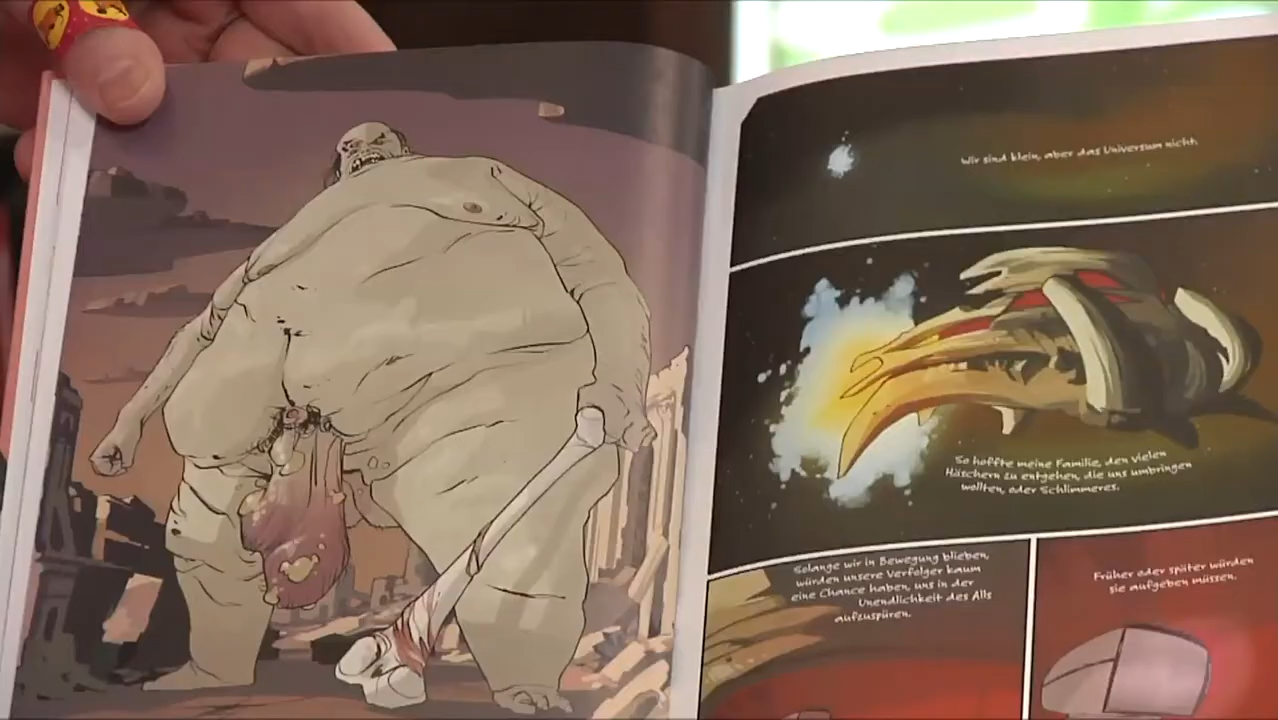 Wir sind klein, aber das Universum nicht.
So hoffte meine Familie, den vielen
Häschern zu entgehen, die uns umbringen
wollten, oder Schlimmeres.
Solange wir in Bewegung blieben,
würden unsere Verfolger kaum
eine Chance haben, uns in der
Unendlichkeit des Alls
aufzuspüren.
Früher oder später würden
sie aufgeben müssen.